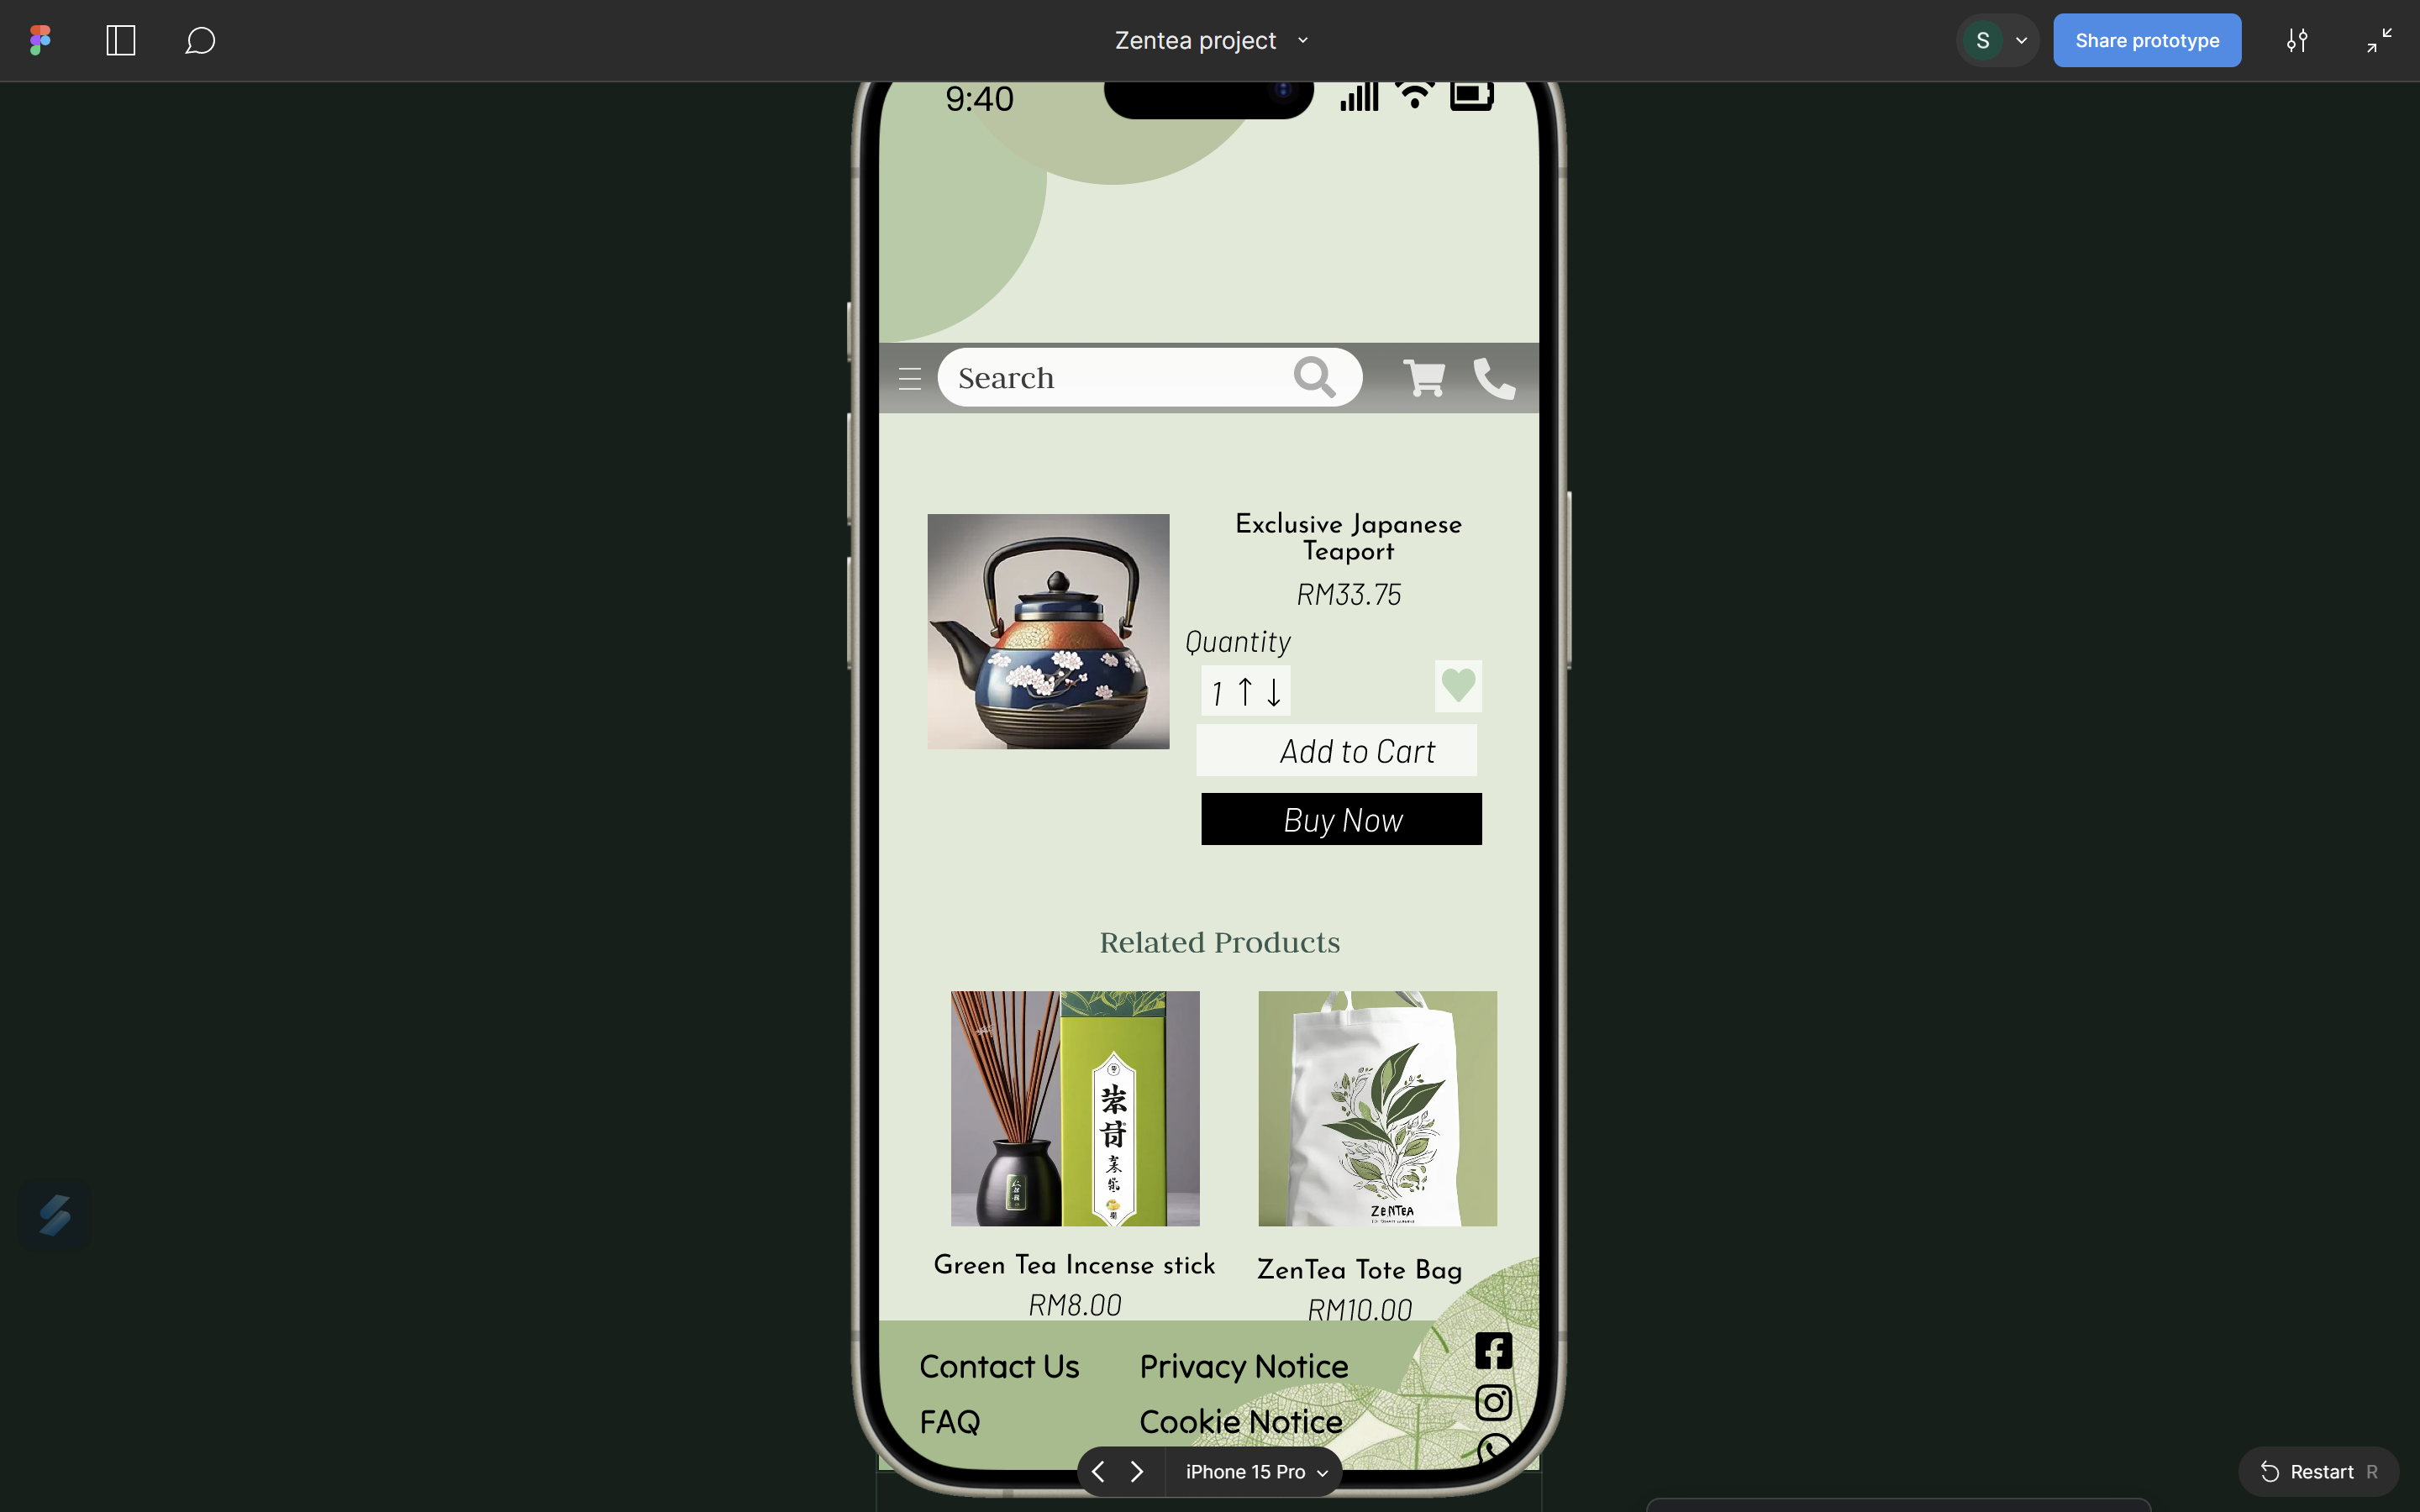 Zentea project
S
Share prototype
9:40
Search
Exclusive Japanese
Teaport
RM33.75
Quantity
1 ↑ ↓
Add to Cart
Buy Now
Related Products
ZENTEA
Green Tea Incense stick
ZenTea Tote Bag
RM8.00
RM10.00
Contact Us
Privacy Notice
FAQ
Cookie Notice
iPhone 15 Pro
Restart R